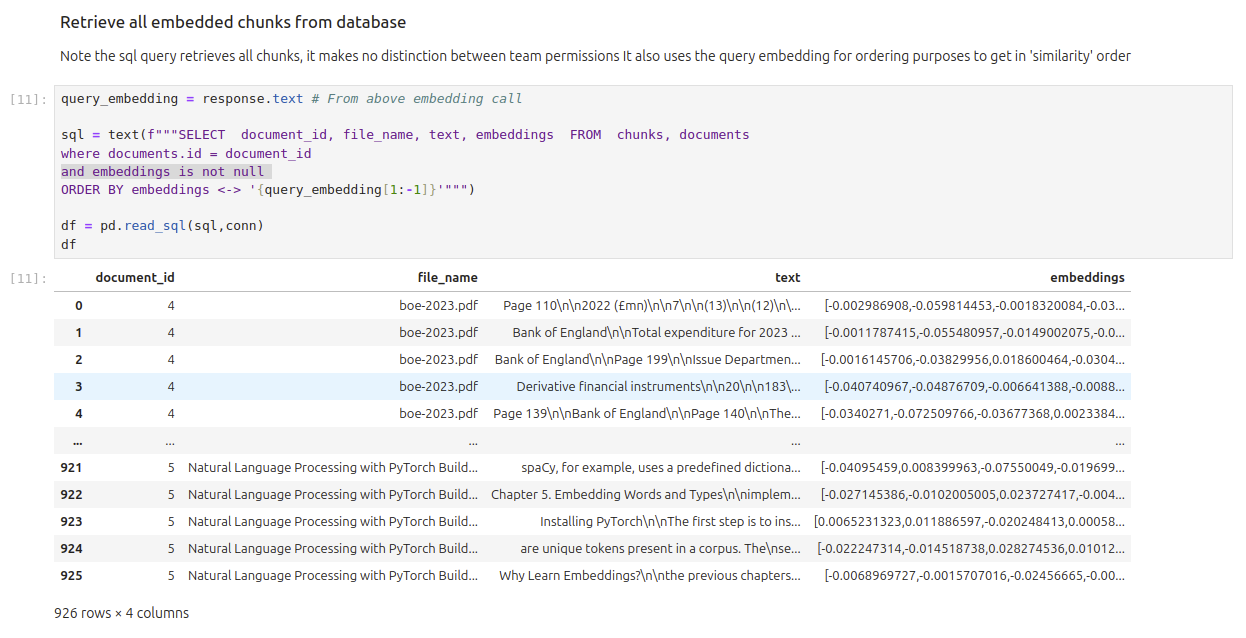 Retrieve all embedded chunks from database
Note the sql query retrieves all chunks, it makes no distinction between team permissions It also uses the query embedding for ordering purposes to get in 'similarity' order
[11]: query_embedding = response.text # From above embedding call
sql = text(f"""SELECT  document_id, file_name, text, embeddings  FROM  chunks, documents
where documents.id = document_id
and embeddings is not null
ORDER BY embeddings <-> '{query_embedding[1:-1]}'""")
df = pd.read_sql(sql,conn)
df
[11]: document_id file_name text embeddings
0 4 boe-2023.pdf Page 110\n\n2022 (£mn)\n\n7\n\n(13)\n\n(12)\n\... [-0.002986908,-0.059814453,-0.0018320084,-0.03...
1 4 boe-2023.pdf Bank of England\n\nTotal expenditure for 2023 ... [-0.0011787415,-0.055480957,-0.0149002075,-0.0...
2 4 boe-2023.pdf Bank of England\n\nPage 199\n\nIssue Departmen... [-0.0016145706,-0.03829956,0.018600464,-0.0304...
3 4 boe-2023.pdf Derivative financial instruments\n\n20\n\n183\... [-0.040740967,-0.04876709,-0.006641388,-0.0088...
4 4 boe-2023.pdf Page 139\n\nBank of England\n\nPage 140\n\nThe... [-0.0340271,-0.072509766,-0.03677368,0.0023384...
... ... ... ... ...
921 5 Natural Language Processing with PyTorch Build... spaCy, for example, uses a predefined dictiona... [-0.04095459,0.008399963,-0.07550049,-0.019699...
922 5 Natural Language Processing with PyTorch Build... Chapter 5. Embedding Words and Types\n\nimplem... [-0.027145386,-0.0102005005,0.023727417,-0.004...
923 5 Natural Language Processing with PyTorch Build... Installing PyTorch\n\nThe first step is to ins... [0.0065231323,0.011886597,-0.020248413,0.00058...
924 5 Natural Language Processing with PyTorch Build... are unique tokens present in a corpus. The\nse... [-0.022247314,-0.014518738,0.028274536,0.01012...
925 5 Natural Language Processing with PyTorch Build... Why Learn Embeddings?\n\nthe previous chapters... [-0.0068969727,-0.0015707016,-0.02456665,-0.00...
926 rows × 4 columns